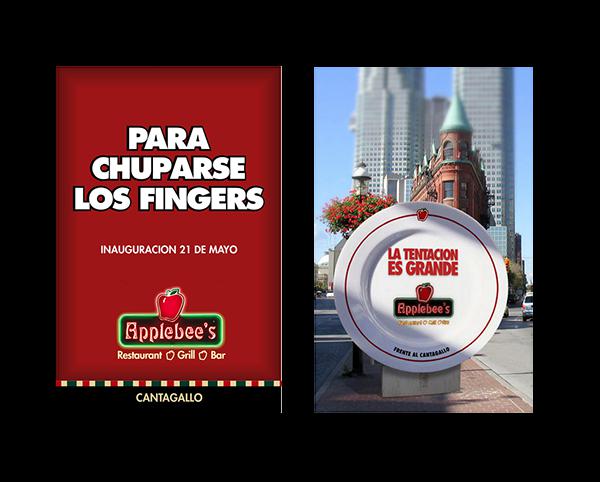 PARA
CHUPARSE
LOS FINGERS
INAUGURACION 21 DE MAYO
Applebee's
Restaurant Grill Bar
CANTAGALLO
LA TENTACION
ES GRANDE
Applebee's
Restaurant Grill Bar
FRENTE AL CANTAGALLO